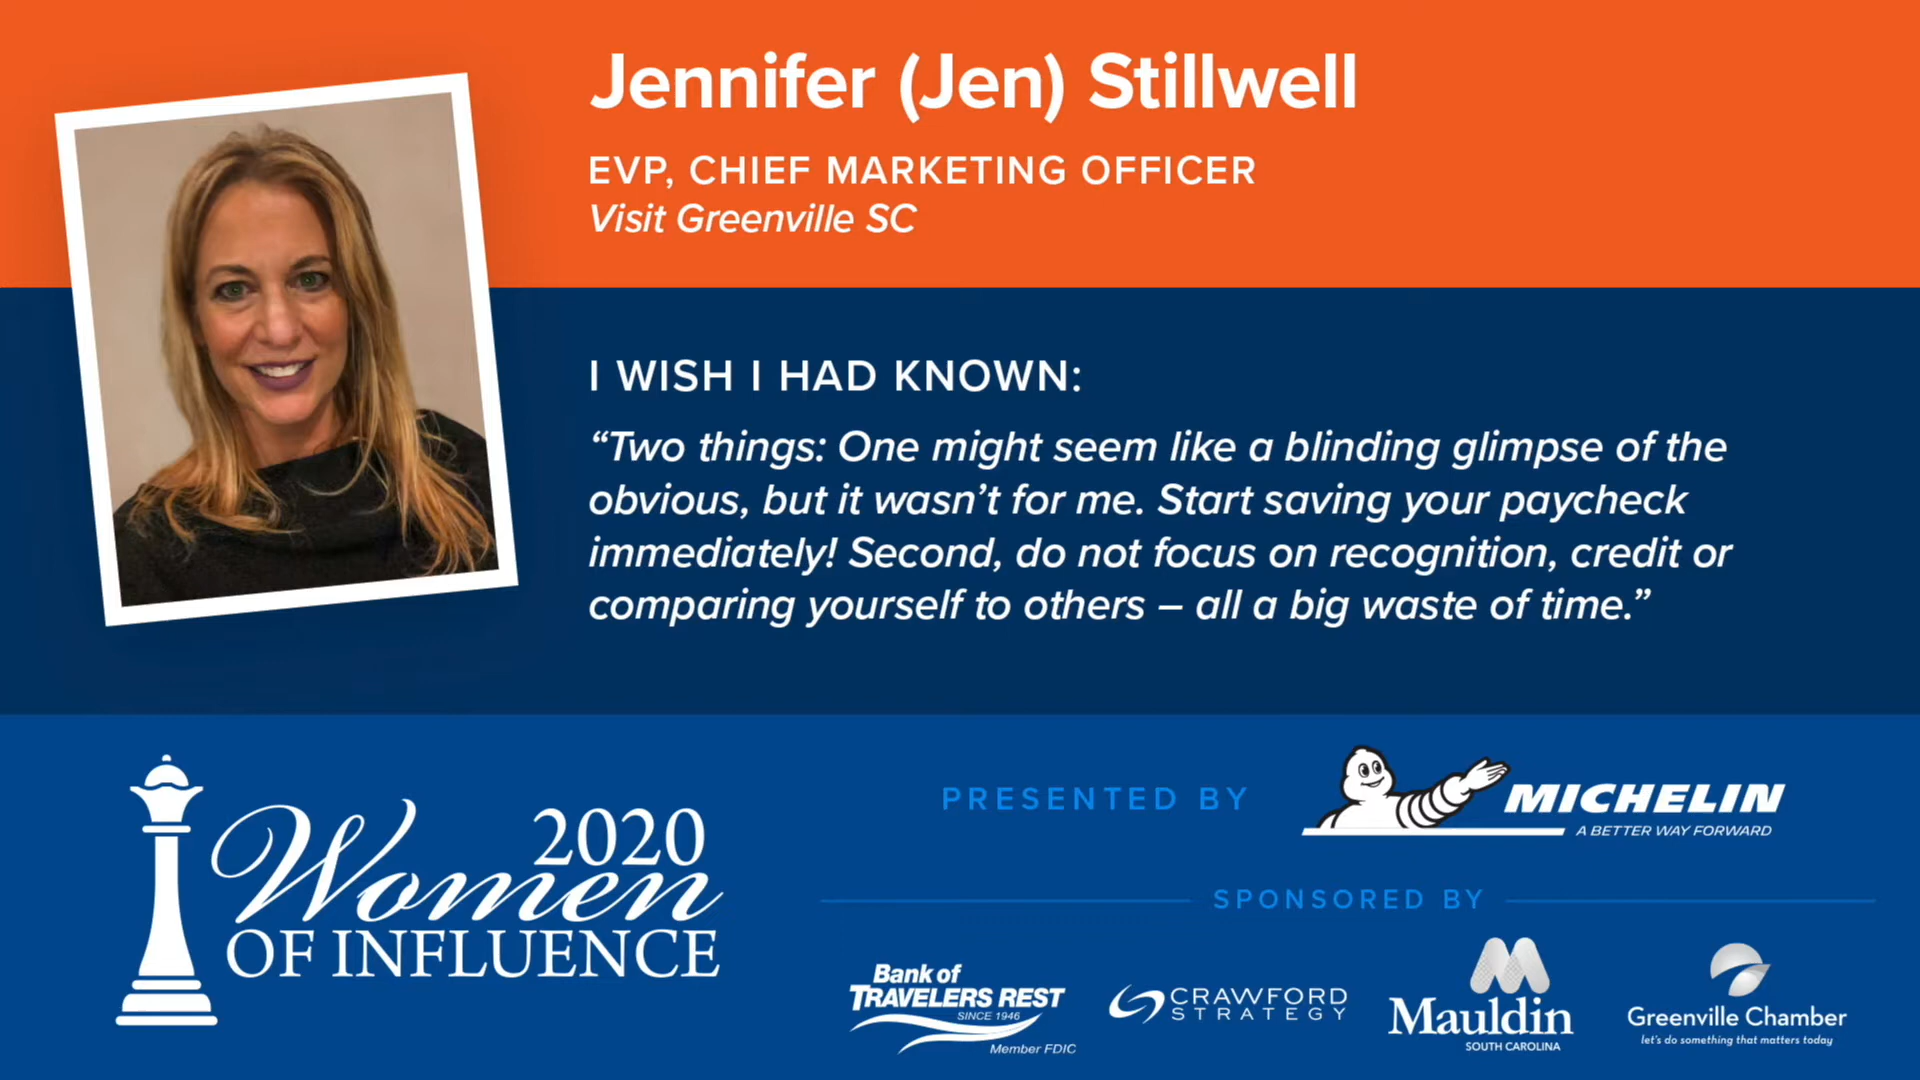 Jennifer (Jen) Stillwell
EVP, CHIEF MARKETING OFFICER
Visit Greenville SC
I WISH I HAD KNOWN:
“Two things: One might seem like a blinding glimpse of the
obvious, but it wasn’t for me. Start saving your paycheck
immediately! Second, do not focus on recognition, credit or
comparing yourself to others – all a big waste of time.”
2020
Women
OF INFLUENCE
PRESENTED BY
MICHELIN
A BETTER WAY FORWARD
SPONSORED BY
Bank of
TRAVELERS REST
SINCE 1946
Member FDIC
CRAWFORD
STRATEGY
Mauldin
SOUTH CAROLINA
Greenville Chamber
let's do something that matters today